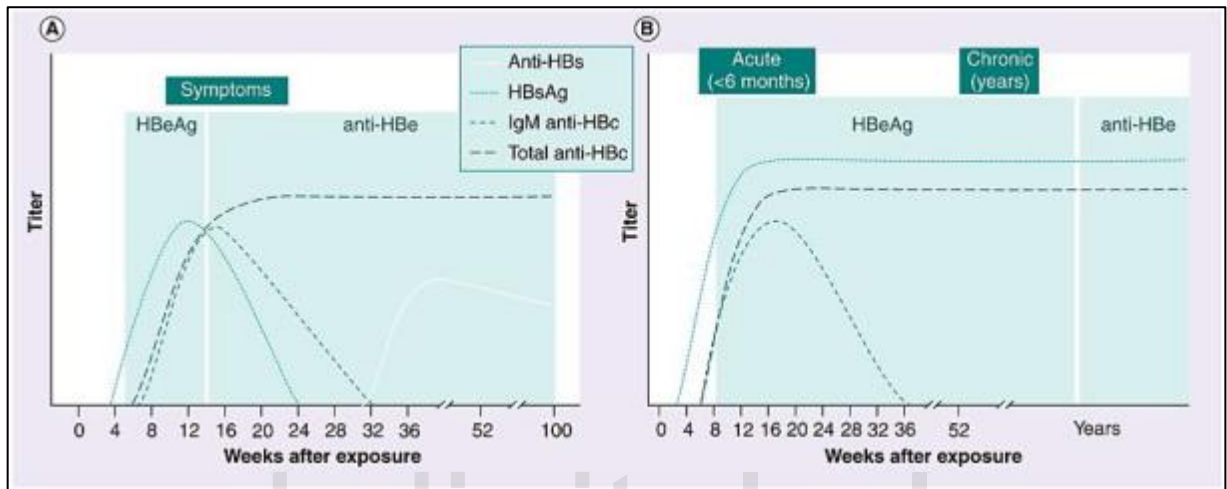 A
Symptoms
HBeAg
anti-HBe
Anti-HBs
HBsAg
IgM anti-HBc
Total anti-HBc
Titer
0 4 8 12 16 20 24 28 32 36 52 100
Weeks after exposure
B
Acute
(<6 months)
Chronic
(years)
HBeAg
anti-HBe
Titer
0 4 8 12 16 20 24 28 32 36 52 Years
Weeks after exposure